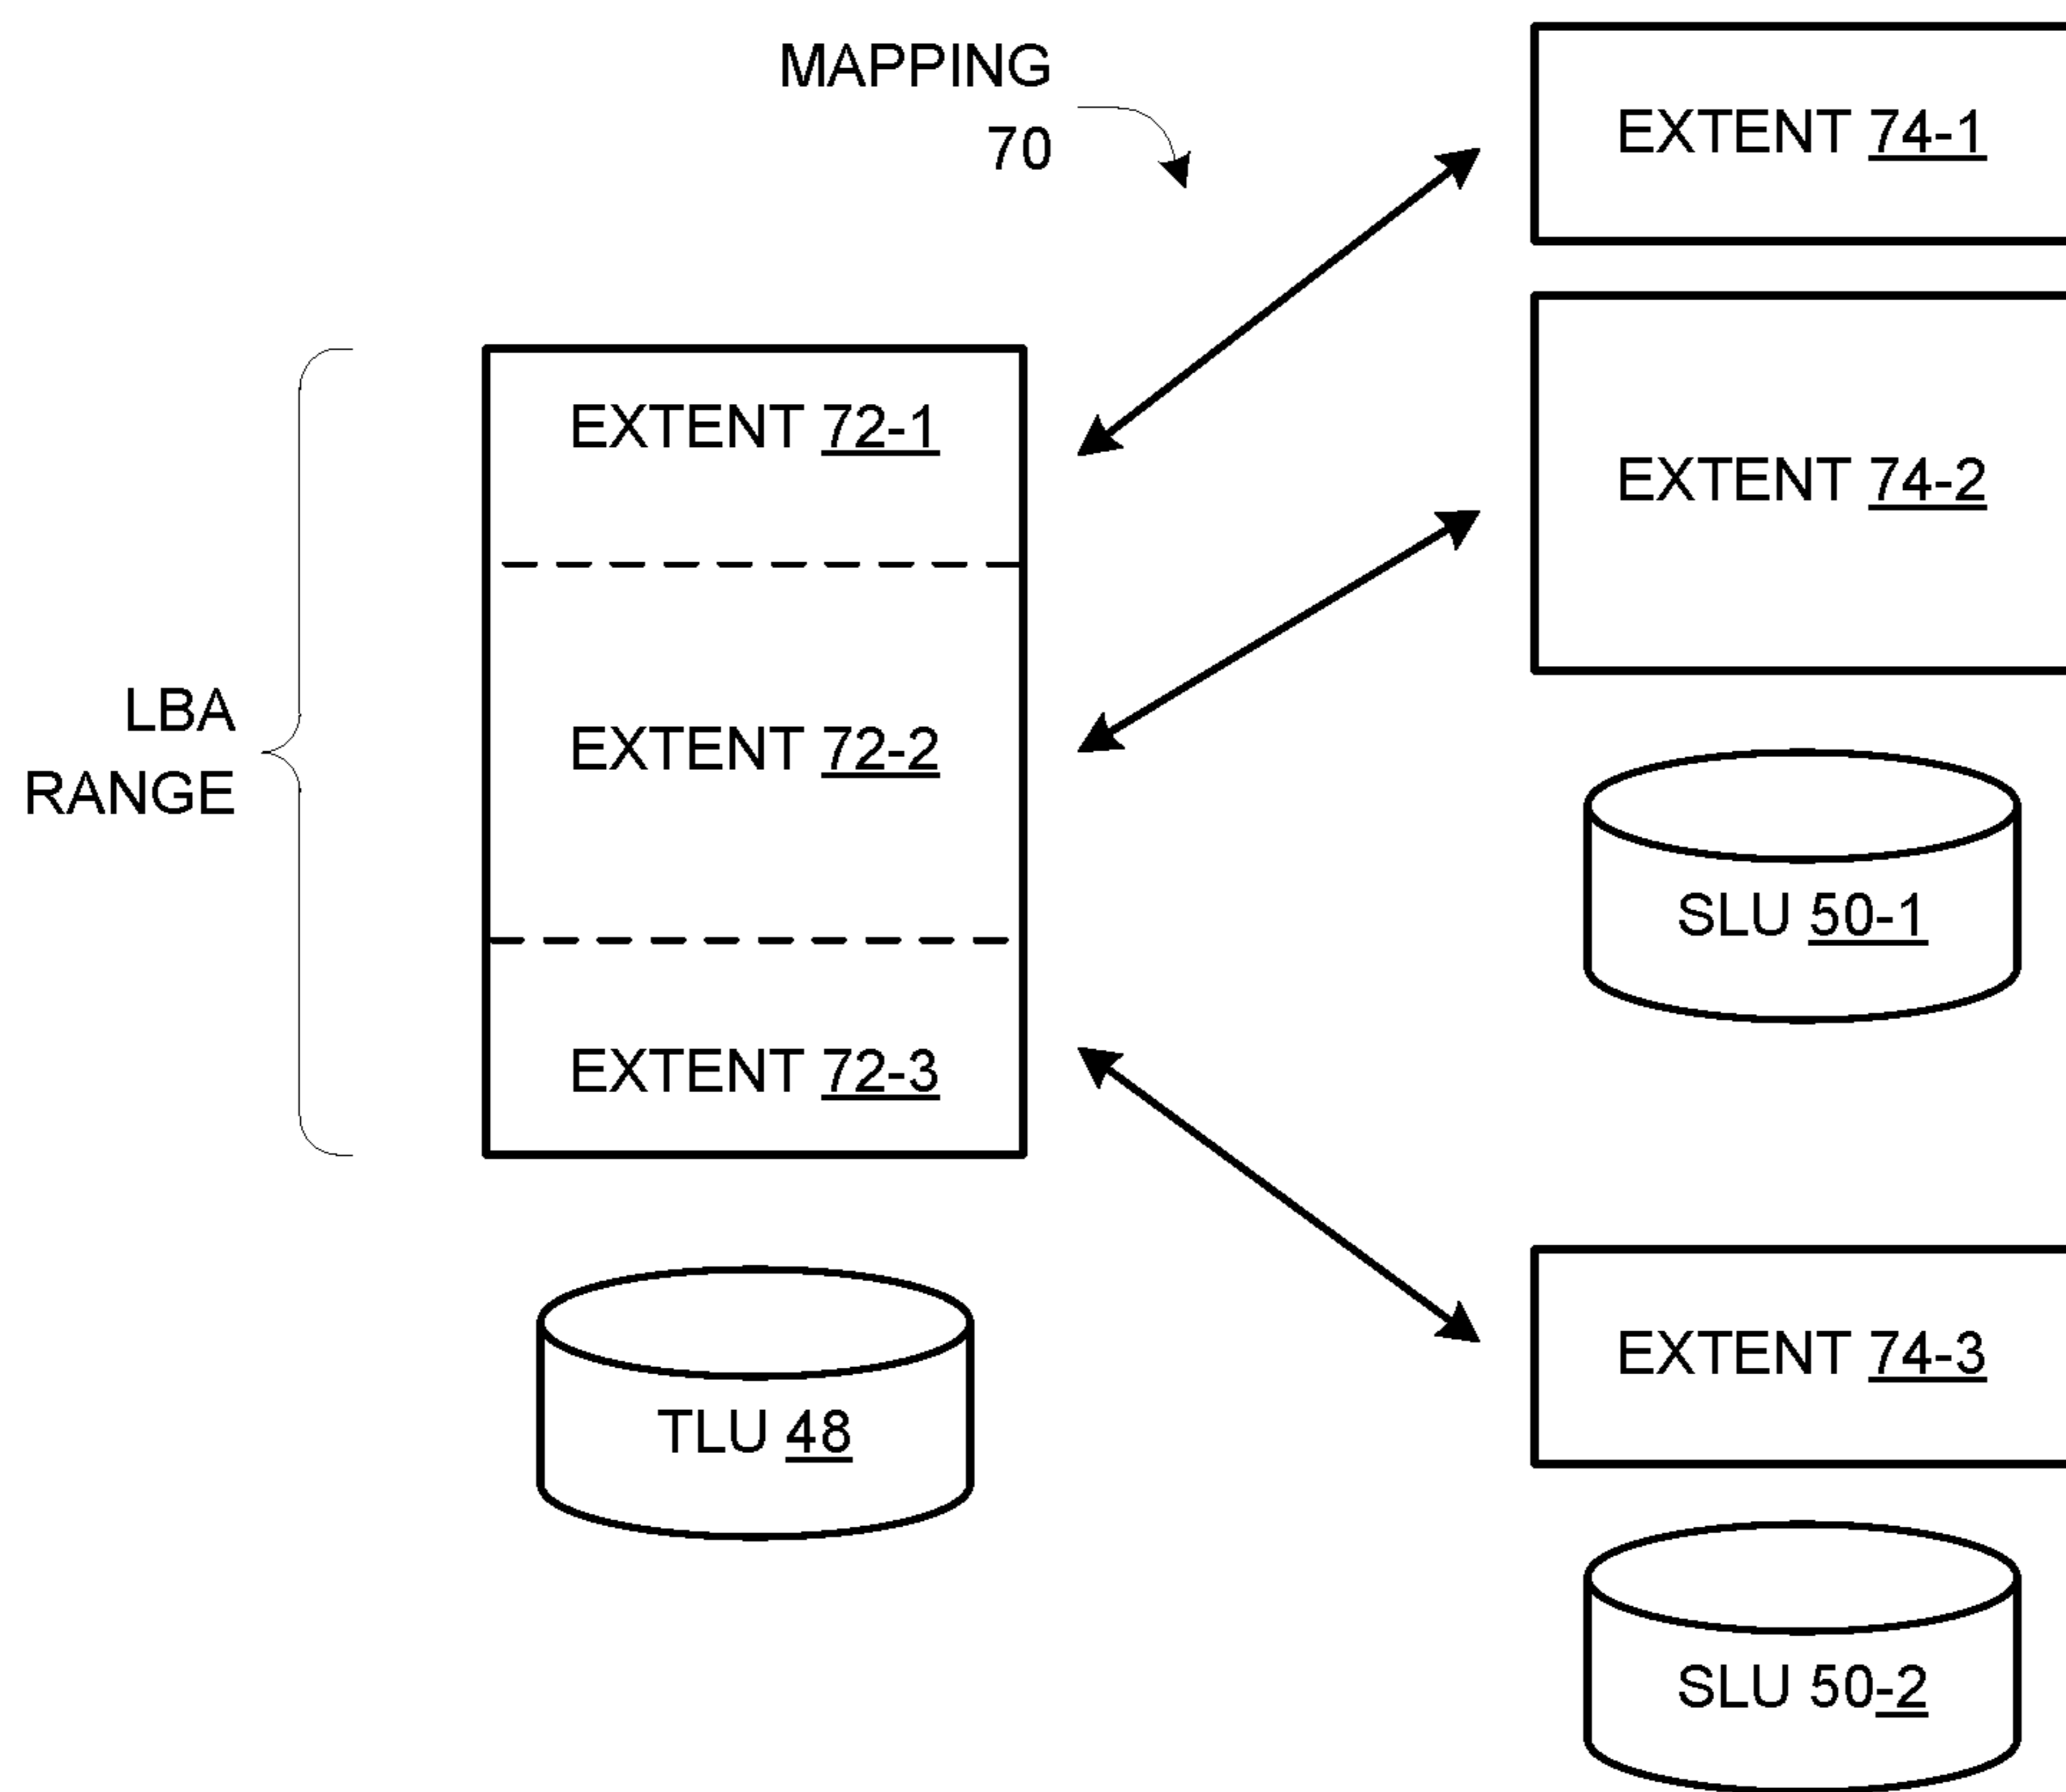 MAPPING
70
EXTENT 74-1
EXTENT 72-1
EXTENT 74-2
LBA
RANGE
EXTENT 72-2
SLU 50-1
EXTENT 72-3
EXTENT 74-3
TLU 48
SLU 50-2